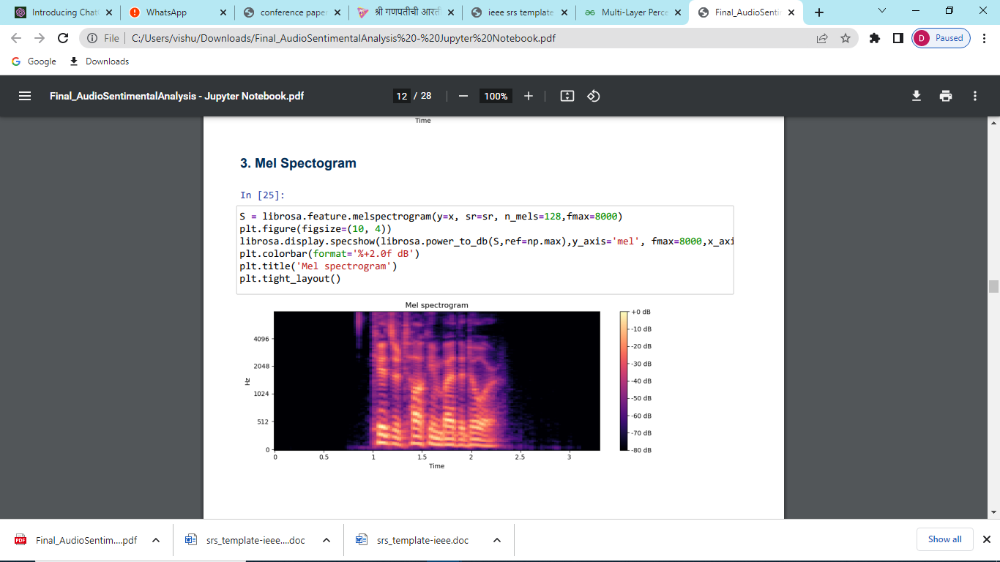 Introducing Chat
WhatsApp
conference paper
श्री गणपतीची आरती
ieee srs template
Multi-Layer Perce
Final_AudioSentim
File
C:/Users/vishu/Downloads/Final_AudioSentimentalAnalysis%20-%20Jupyter%20Notebook.pdf
D Paused
Google
Downloads
Final_AudioSentimentalAnalysis - Jupyter Notebook.pdf
12 / 28
100%
Time
3. Mel Spectogram
In [25]:
S = librosa.feature.melspectrogram(y=x, sr=sr, n_mels=128,fmax=8000)
plt.figure(figsize=(10, 4))
librosa.display.specshow(librosa.power_to_db(S,ref=np.max),y_axis='mel', fmax=8000,x_axi
plt.colorbar(format='%+2.0f dB')
plt.title('Mel spectrogram')
plt.tight_layout()
Mel spectrogram
4096
2048
1024
512
0
Hz
0 0.5 1 1.5 2 2.5 3
Time
+0 dB
-10 dB
-20 dB
-30 dB
-40 dB
-50 dB
-60 dB
-70 dB
-80 dB
PDF
Final_AudioSentim....pdf
srs_template-ieee....doc
srs_template-ieee.doc
Show all